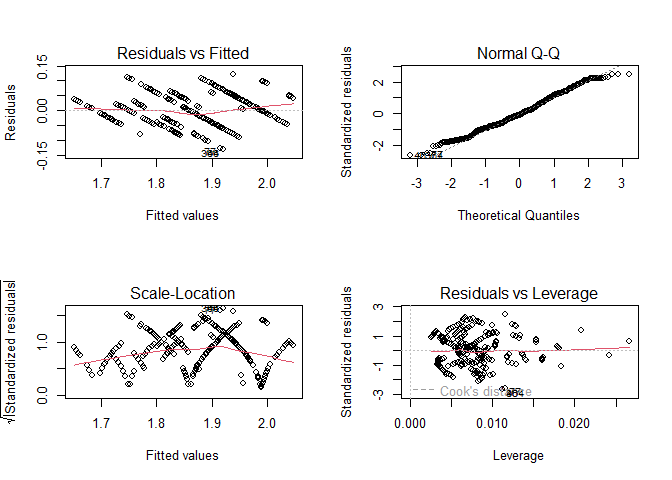 Residuals vs Fitted
Residuals
0.15
0.00
-0.15
1.7 1.8 1.9 2.0
Fitted values
Normal Q-Q
Standardized residuals
2
0
-2
-3 -2 -1 0 1 2 3
Theoretical Quantiles
Scale-Location
√|Standardized residuals|
1.0
0.0
1.7 1.8 1.9 2.0
Fitted values
Residuals vs Leverage
Standardized residuals
3
1
-1
-3
Cook's distance
0.000 0.010 0.020
Leverage